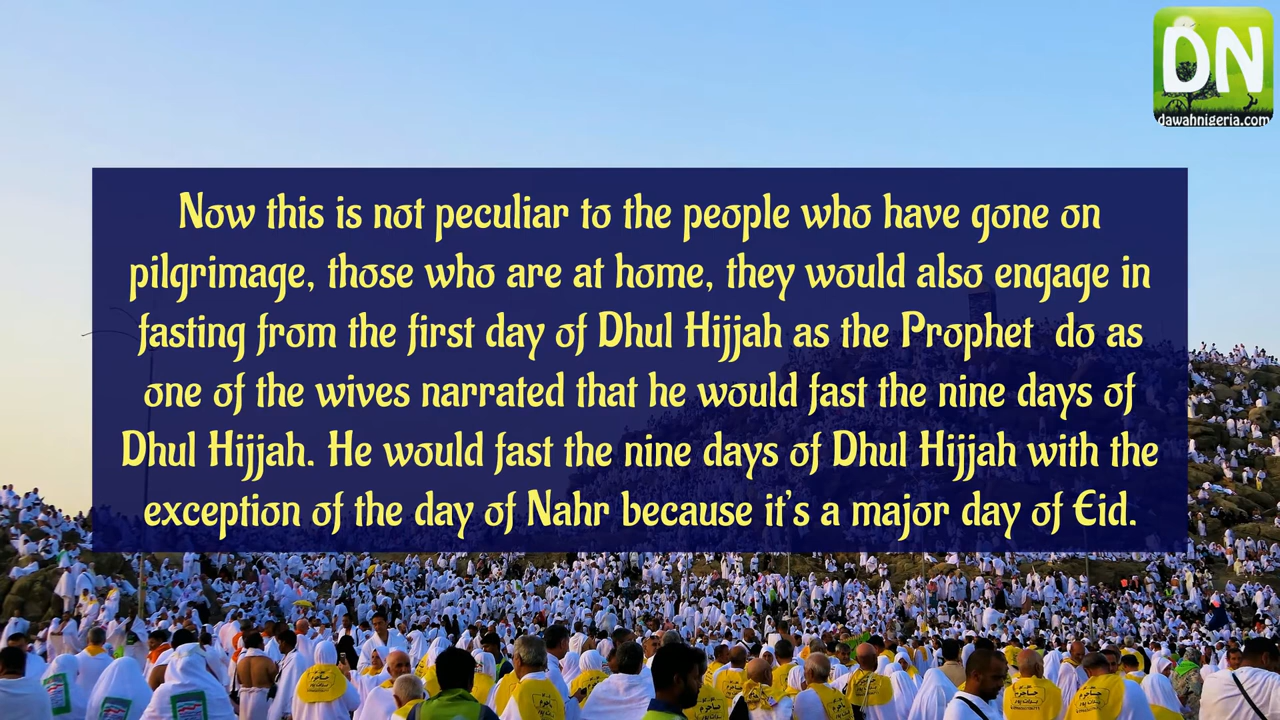 DN
dawahnigeria.com
Now this is not peculiar to the people who have gone on
pilgrimage, those who are at home, they would also engage in
fasting from the first day of Dhul Hijjah as the Prophet do as
one of the wives narrated that he would fast the nine days of
Dhul Hijjah. He would fast the nine days of Dhul Hijjah with the
exception of the day of Nahr because it's a major day of Eid.